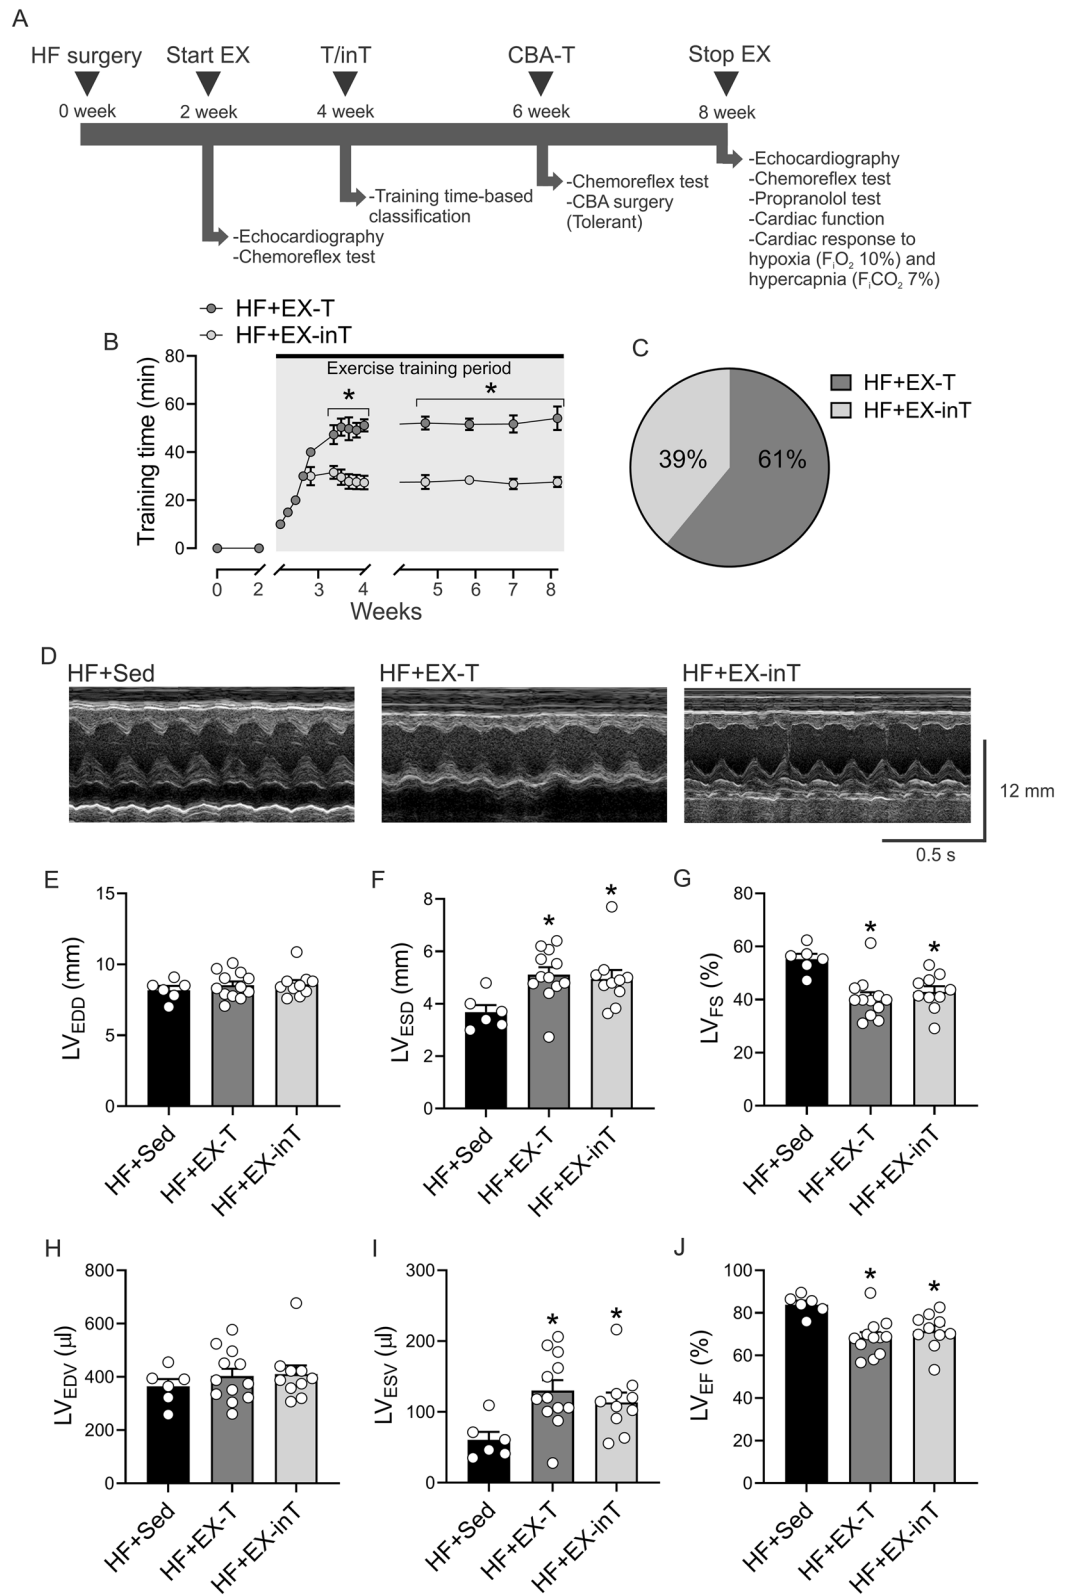 A
HF surgery Start EX T/inT CBA-T Stop EX
0 week 2 week 4 week 6 week 8 week
-Echocardiography
-Chemoreflex test
-Training time-based
classification
-Chemoreflex test
-CBA surgery
(Tolerant)
-Echocardiography
-Chemoreflex test
-Propranolol test
-Cardiac function
-Cardiac response to
hypoxia (FiO2 10%) and
hypercapnia (FiCO2 7%)
HF+EX-T
HF+EX-inT
B
Training time (min)
80
60
40
20
0
Exercise training period
*
*
0 2 3 4 5 6 7 8
Weeks
C
39% 61%
HF+EX-T
HF+EX-inT
D
HF+Sed HF+EX-T HF+EX-inT
12 mm
0.5 s
E
LVEDD (mm)
15
10
5
0
HF+Sed
HF+EX-T
HF+EX-inT
F
LVESD (mm)
8
6
4
2
0
*
*
HF+Sed
HF+EX-T
HF+EX-inT
G
LVFS (%)
80
60
40
20
0
*
*
HF+Sed
HF+EX-T
HF+EX-inT
H
LVEDV (µl)
800
600
400
200
0
HF+Sed
HF+EX-T
HF+EX-inT
I
LVESV (µl)
300
200
100
0
*
*
HF+Sed
HF+EX-T
HF+EX-inT
J
LVEF (%)
100
80
60
40
20
0
*
*
HF+Sed
HF+EX-T
HF+EX-inT